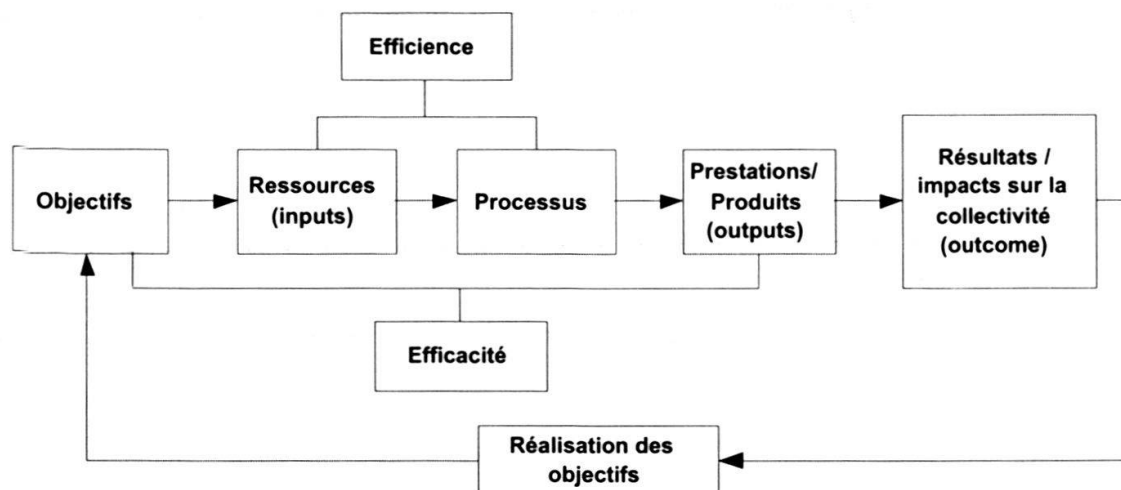 Efficience
Objectifs
Ressources
(inputs)
Processus
Prestations/
Produits
(outputs)
Résultats /
impacts sur la
collectivité
(outcome)
Efficacité
Réalisation des
objectifs